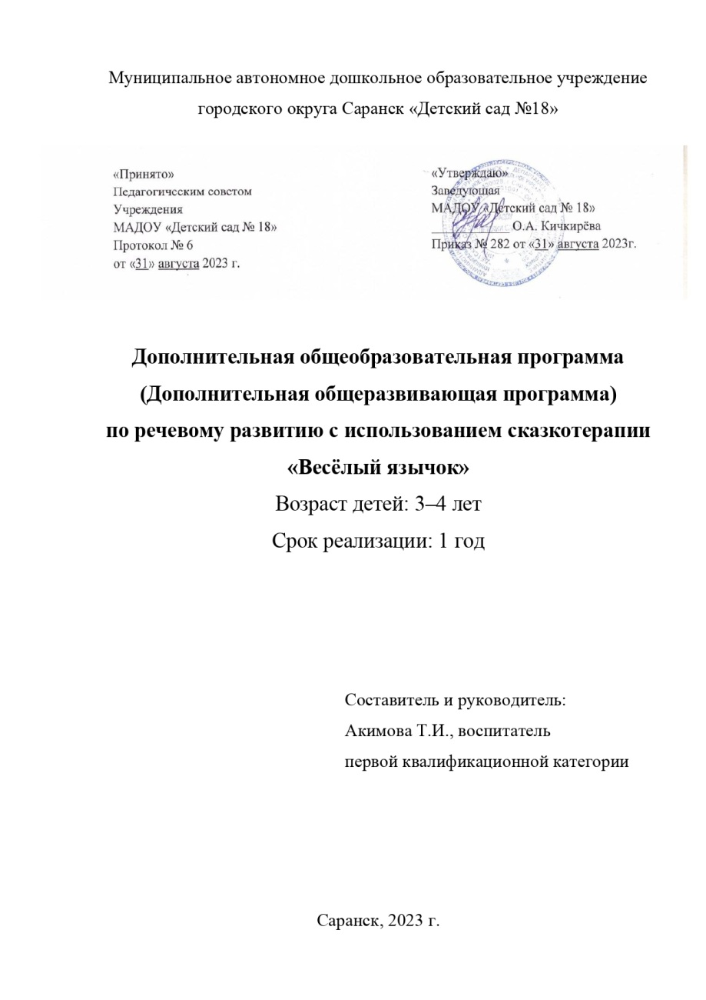 Муниципальное автономное дошкольное образовательное учреждение
городского округа Саранск «Детский сад №18»
«Принято»
Педагогическим советом
Учреждения
МАДОУ «Детский сад № 18»
Протокол № 6
от «31» августа 2023 г.
«Утверждаю»
Заведующая
МАДОУ «Детский сад № 18»
____________ О.А. Кичкирёва
Приказ № 282 от «31» августа 2023г.
Дополнительная общеобразовательная программа
(Дополнительная общеразвивающая программа)
по речевому развитию с использованием сказкотерапии
«Весёлый язычок»
Возраст детей: 3–4 лет
Срок реализации: 1 год
Составитель и руководитель:
Акимова Т.И., воспитатель
первой квалификационной категории
Саранск, 2023 г.